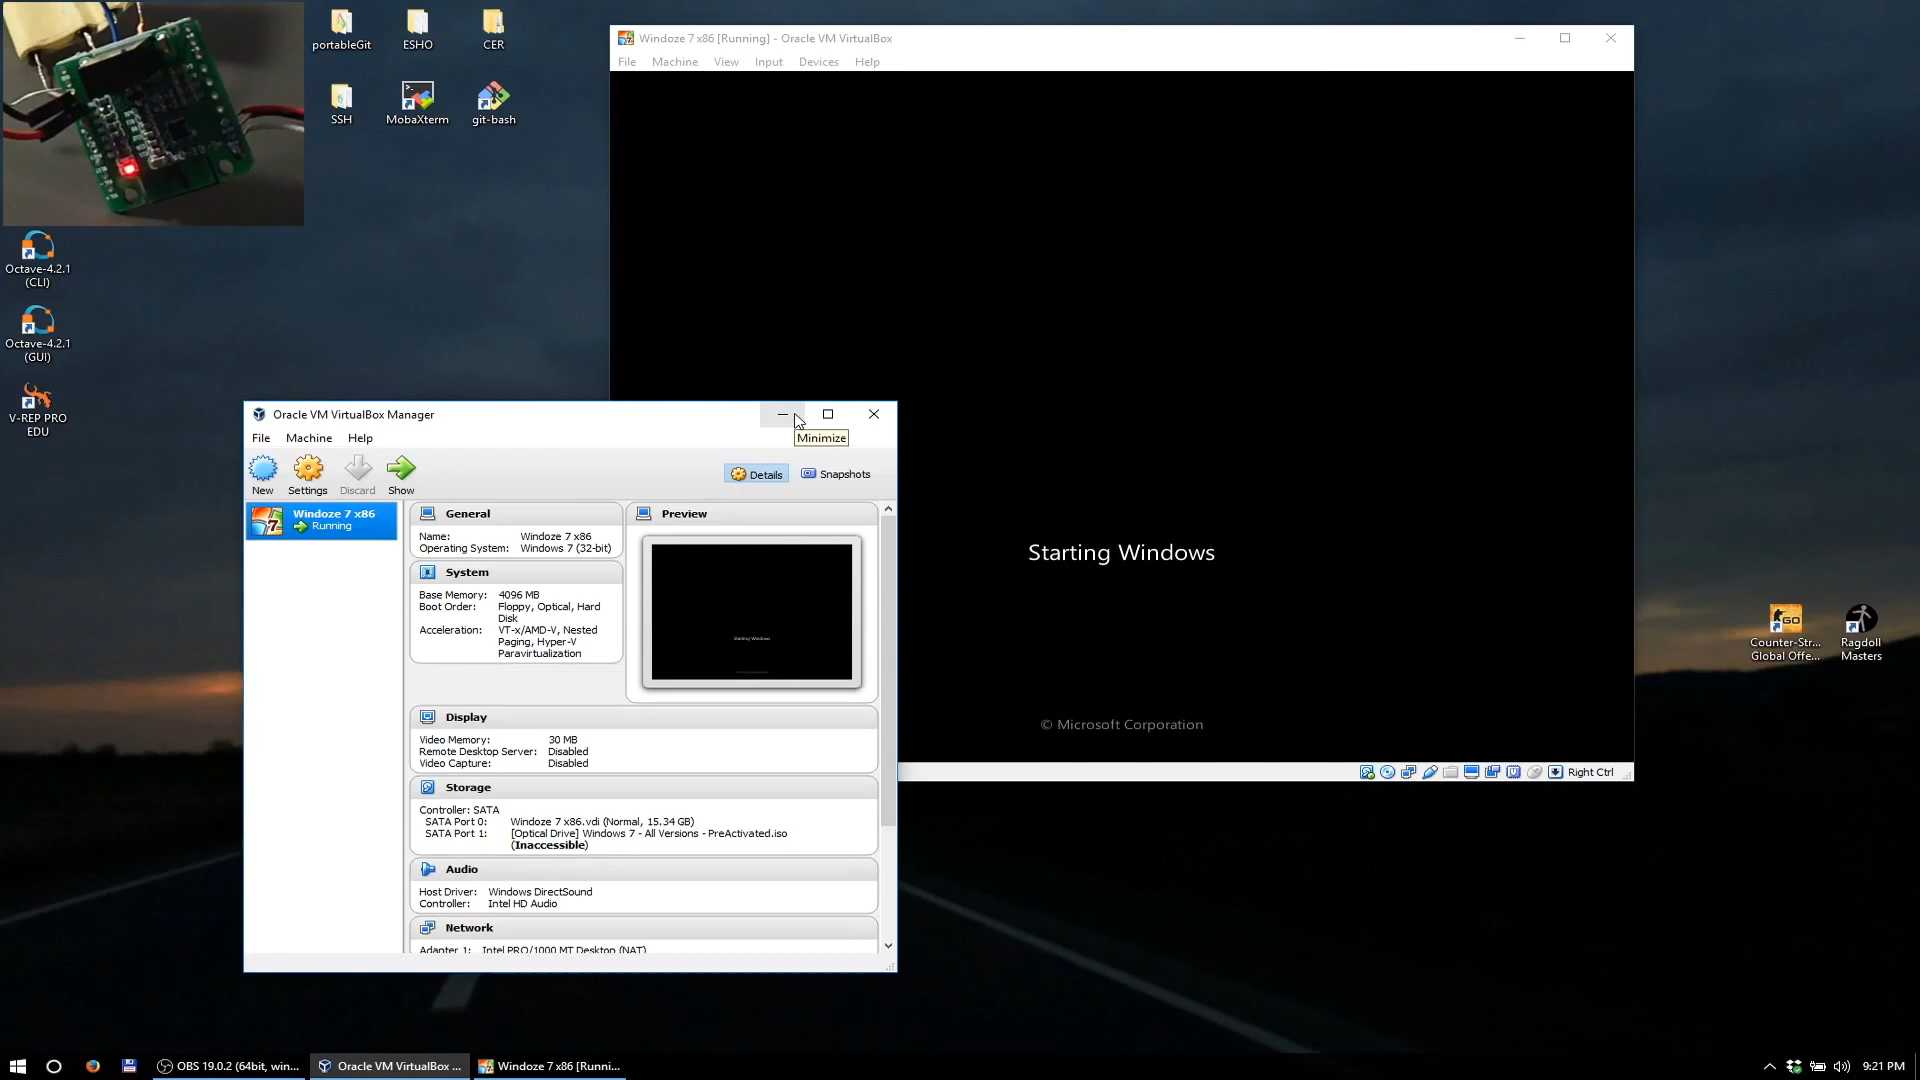 portableGit
ESHO
CER
SSH
MobaXterm
git-bash
Octave-4.2.1
(CLI)
Octave-4.2.1
(GUI)
V-REP PRO
EDU
Windoze 7 x86 [Running] - Oracle VM VirtualBox
File Machine View Input Devices Help
Starting Windows
© Microsoft Corporation
Right Ctrl
Oracle VM VirtualBox Manager
Minimize
File Machine Help
New Settings Discard Show
Details Snapshots
Windoze 7 x86
Running
General
Name: Windoze 7 x86
Operating System: Windows 7 (32-bit)
System
Base Memory: 4096 MB
Boot Order: Floppy, Optical, Hard
Disk
Acceleration: VT-x/AMD-V, Nested
Paging, Hyper-V
Paravirtualization
Preview
Starting Windows
Display
Video Memory: 30 MB
Remote Desktop Server: Disabled
Video Capture: Disabled
Storage
Controller: SATA
SATA Port 0: Windoze 7 x86.vdi (Normal, 15.34 GB)
SATA Port 1: [Optical Drive] Windows 7 - All Versions - PreActivated.iso
(Inaccessible)
Audio
Host Driver: Windows DirectSound
Controller: Intel HD Audio
Network
Adapter 1: Intel PRO/1000 MT Desktop (NAT)
Counter-Str...
Global Offe...
Ragdoll
Masters
OBS 19.0.2 (64bit, win...
Oracle VM VirtualBox ...
Windoze 7 x86 [Runni...
9:21 PM